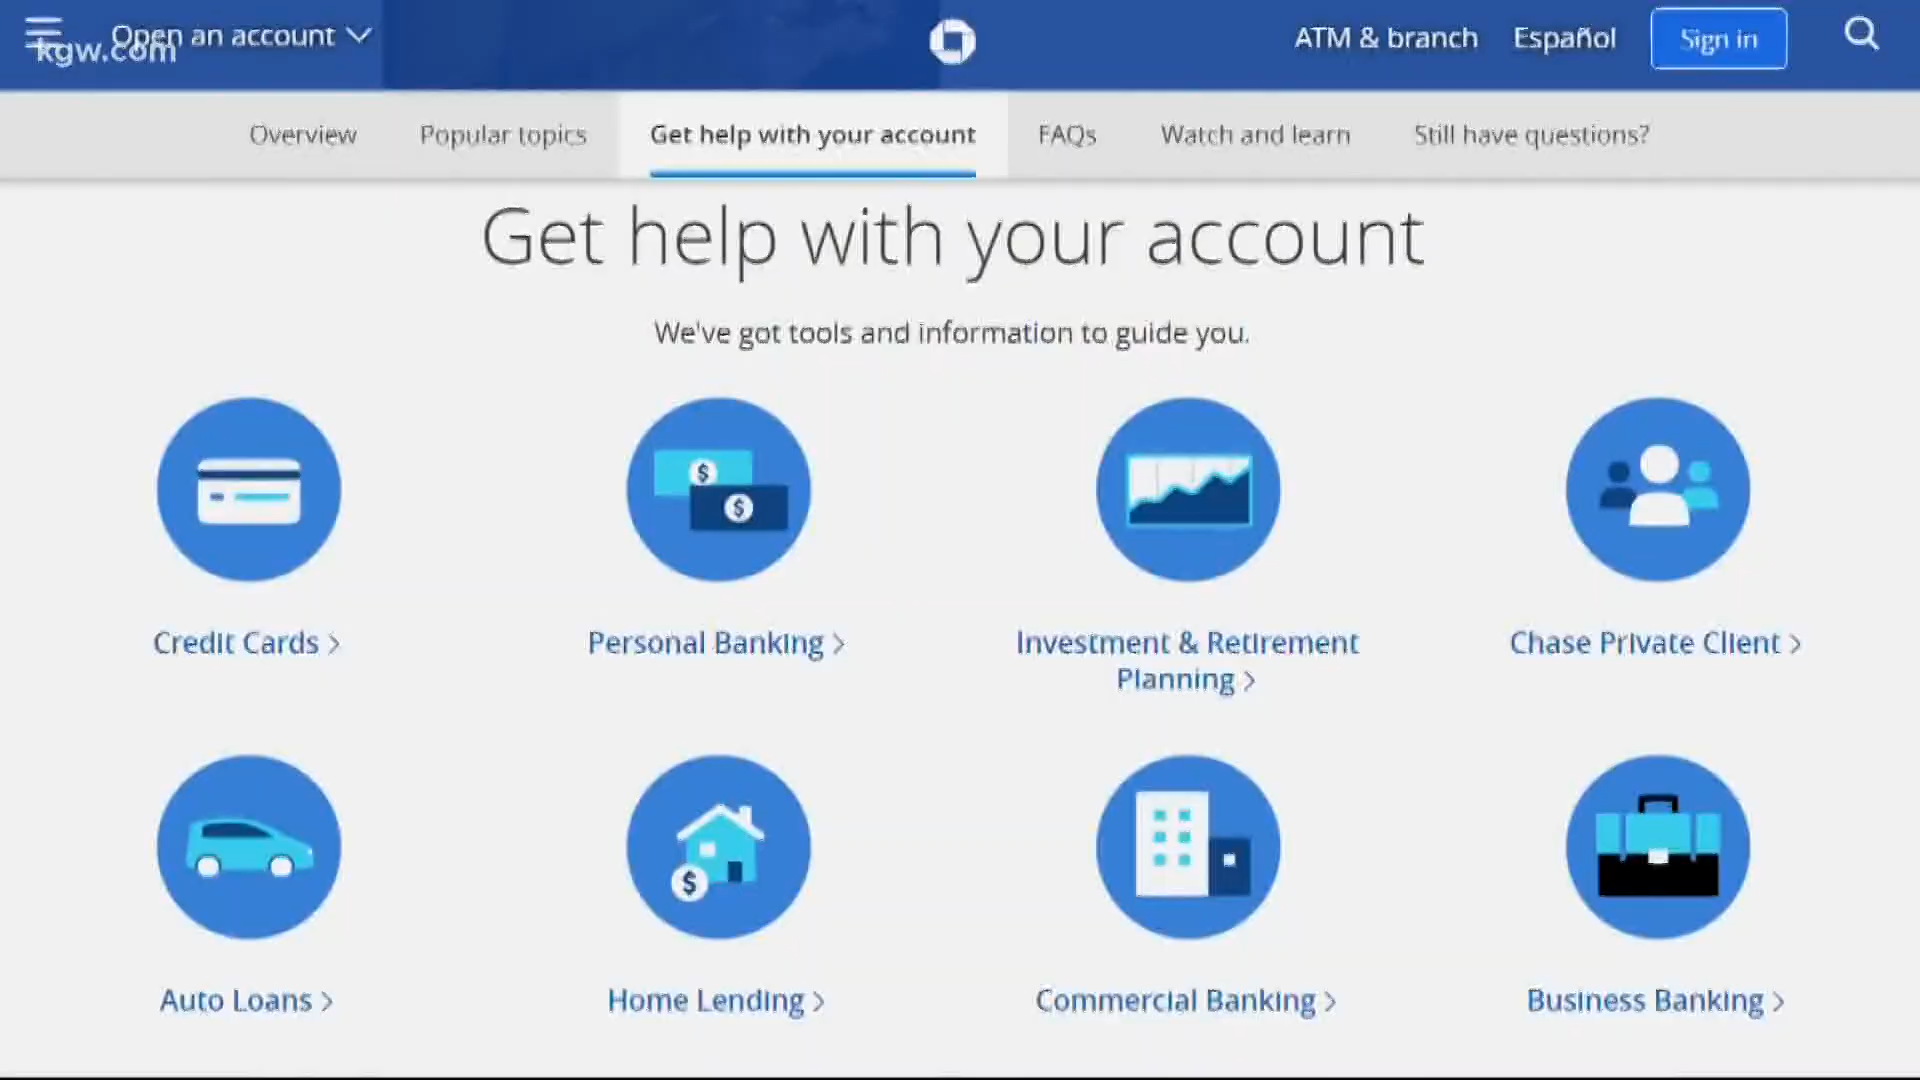 Open an account
kgw.com
ATM & branch
Español
Sign in
Overview
Popular topics
Get help with your account
FAQs
Watch and learn
Still have questions?
Get help with your account
We've got tools and information to guide you.
$
$
Credit Cards >
Personal Banking >
Investment & Retirement
Planning >
Chase Private Client >
$
Auto Loans >
Home Lending >
Commercial Banking >
Business Banking >